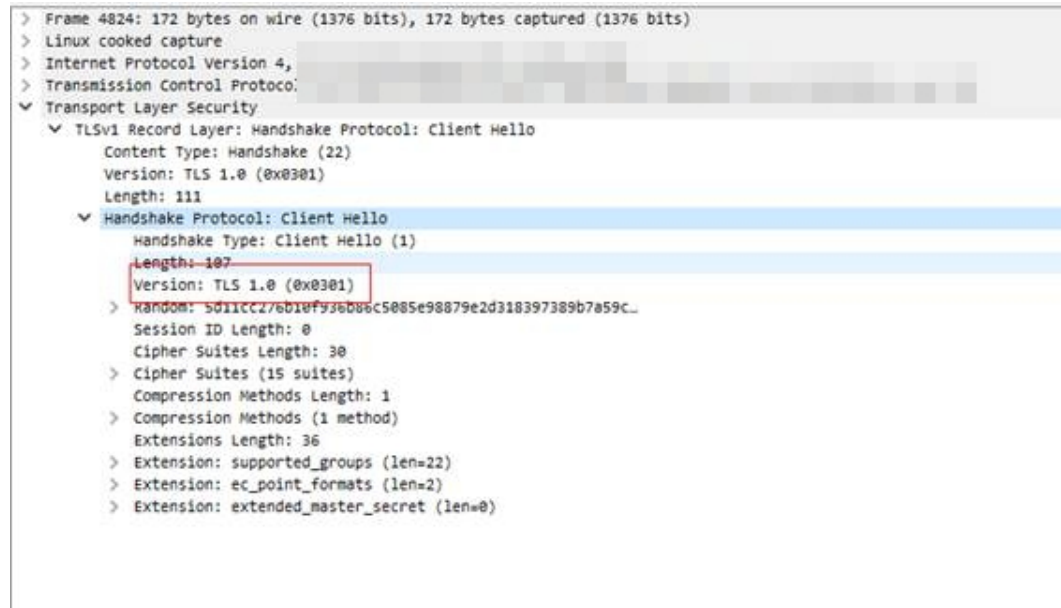 > Frame 4824: 172 bytes on wire (1376 bits), 172 bytes captured (1376 bits)
> Linux cooked capture
> Internet Protocol Version 4,
> Transmission Control Protoco
Transport Layer Security
TLSv1 Record Layer: Handshake Protocol: Client Hello
Content Type: Handshake (22)
Version: TLS 1.0 (0x0301)
Length: 111
Handshake Protocol: Client Hello
Handshake Type: Client Hello (1)
Length: 107
Version: TLS 1.0 (0x0301)
> Random: 5d11cc276b10f936b86c5085e98879e2d318397389b7a59c…
Session ID Length: 0
Cipher Suites Length: 30
> Cipher Suites (15 suites)
Compression Methods Length: 1
> Compression Methods (1 method)
Extensions Length: 36
> Extension: supported_groups (len=22)
> Extension: ec_point_formats (len=2)
> Extension: extended_master_secret (len=0)